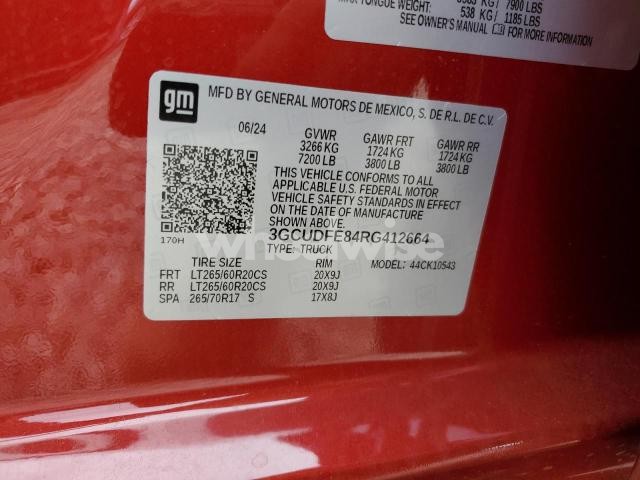 7900 LBS
MAX TONGUE WEIGHT: 538 KG / 1185 LBS
SEE OWNER'S MANUAL FOR MORE INFORMATION
gm
MFD BY GENERAL MOTORS DE MEXICO, S. DE R.L. DE C.V.
06/24 GVWR GAWR FRT GAWR RR
3266 KG 1724 KG 1724 KG
7200 LB 3800 LB 3800 LB
THIS VEHICLE CONFORMS TO ALL
APPLICABLE U.S. FEDERAL MOTOR
VEHICLE SAFETY STANDARDS IN EFFECT
ON THE DATE OF MANUFACTURE
SHOWN ABOVE.
170H
3GCUDFE84RG412664
TYPE: TRUCK
TIRE SIZE RIM MODEL: 44CK10543
FRT LT265/60R20CS 20X9J
RR LT265/60R20CS 20X9J
SPA 265/70R17 S 17X8J
wheelwise